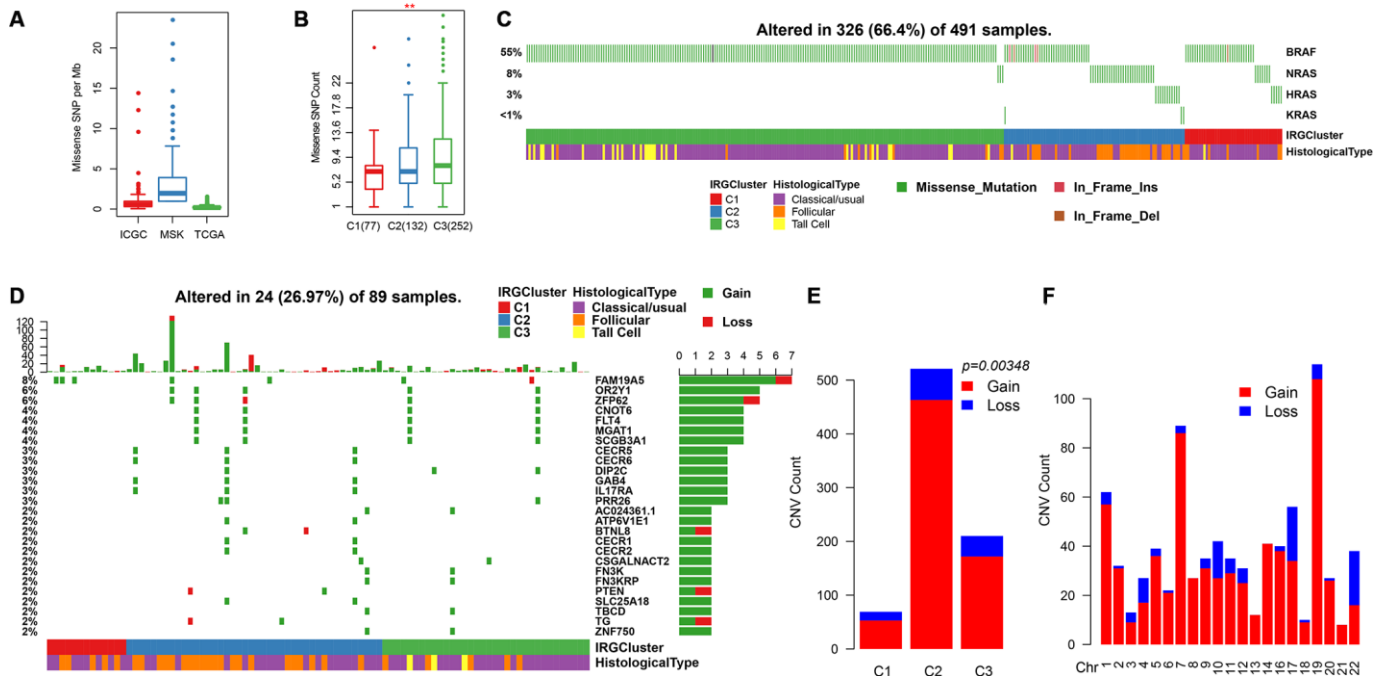 A
Missense SNP per Mb
20
15
10
5
0
ICGC MSK TCGA
B
**
Missense SNP Count
22
17.8
13.6
9.4
5.2
1
C1(77) C2(132) C3(252)
C
Altered in 326 (66.4%) of 491 samples.
55% BRAF
8% NRAS
3% HRAS
<1% KRAS
IRGCluster
HistologicalType
IRGCluster HistologicalType
C1 Classical/usual
C2 Follicular
C3 Tall Cell
Missense_Mutation
In_Frame_Ins
In_Frame_Del
D
Altered in 24 (26.97%) of 89 samples.
IRGCluster HistologicalType
C1 Classical/usual
C2 Follicular
C3 Tall Cell
Gain
Loss
120
100
80
60
40
20
0
0 1 2 3 4 5 6 7
8% FAM19A5
6% OR2Y1
6% ZFP62
4% CNOT6
4% FLT4
4% MGAT1
4% SCGB3A1
3% CECR5
3% CECR6
3% DIP2C
3% GAB4
3% IL17RA
3% PRR26
2% AC024361.1
2% ATP6V1E1
2% BTNL8
2% CECR1
2% CECR2
2% CSGALNACT2
2% FN3K
2% FN3KRP
2% PTEN
2% SLC25A18
2% TBCD
2% TG
2% ZNF750
IRGCluster
HistologicalType
E
p=0.00348
Gain
Loss
CNV Count
500
400
300
200
100
0
C1 C2 C3
F
Gain
Loss
CNV Count
100
80
60
40
20
0
Chr 1 2 3 4 5 6 7 8 9 10 11 12 13 14 16 17 18 19 20 21 22